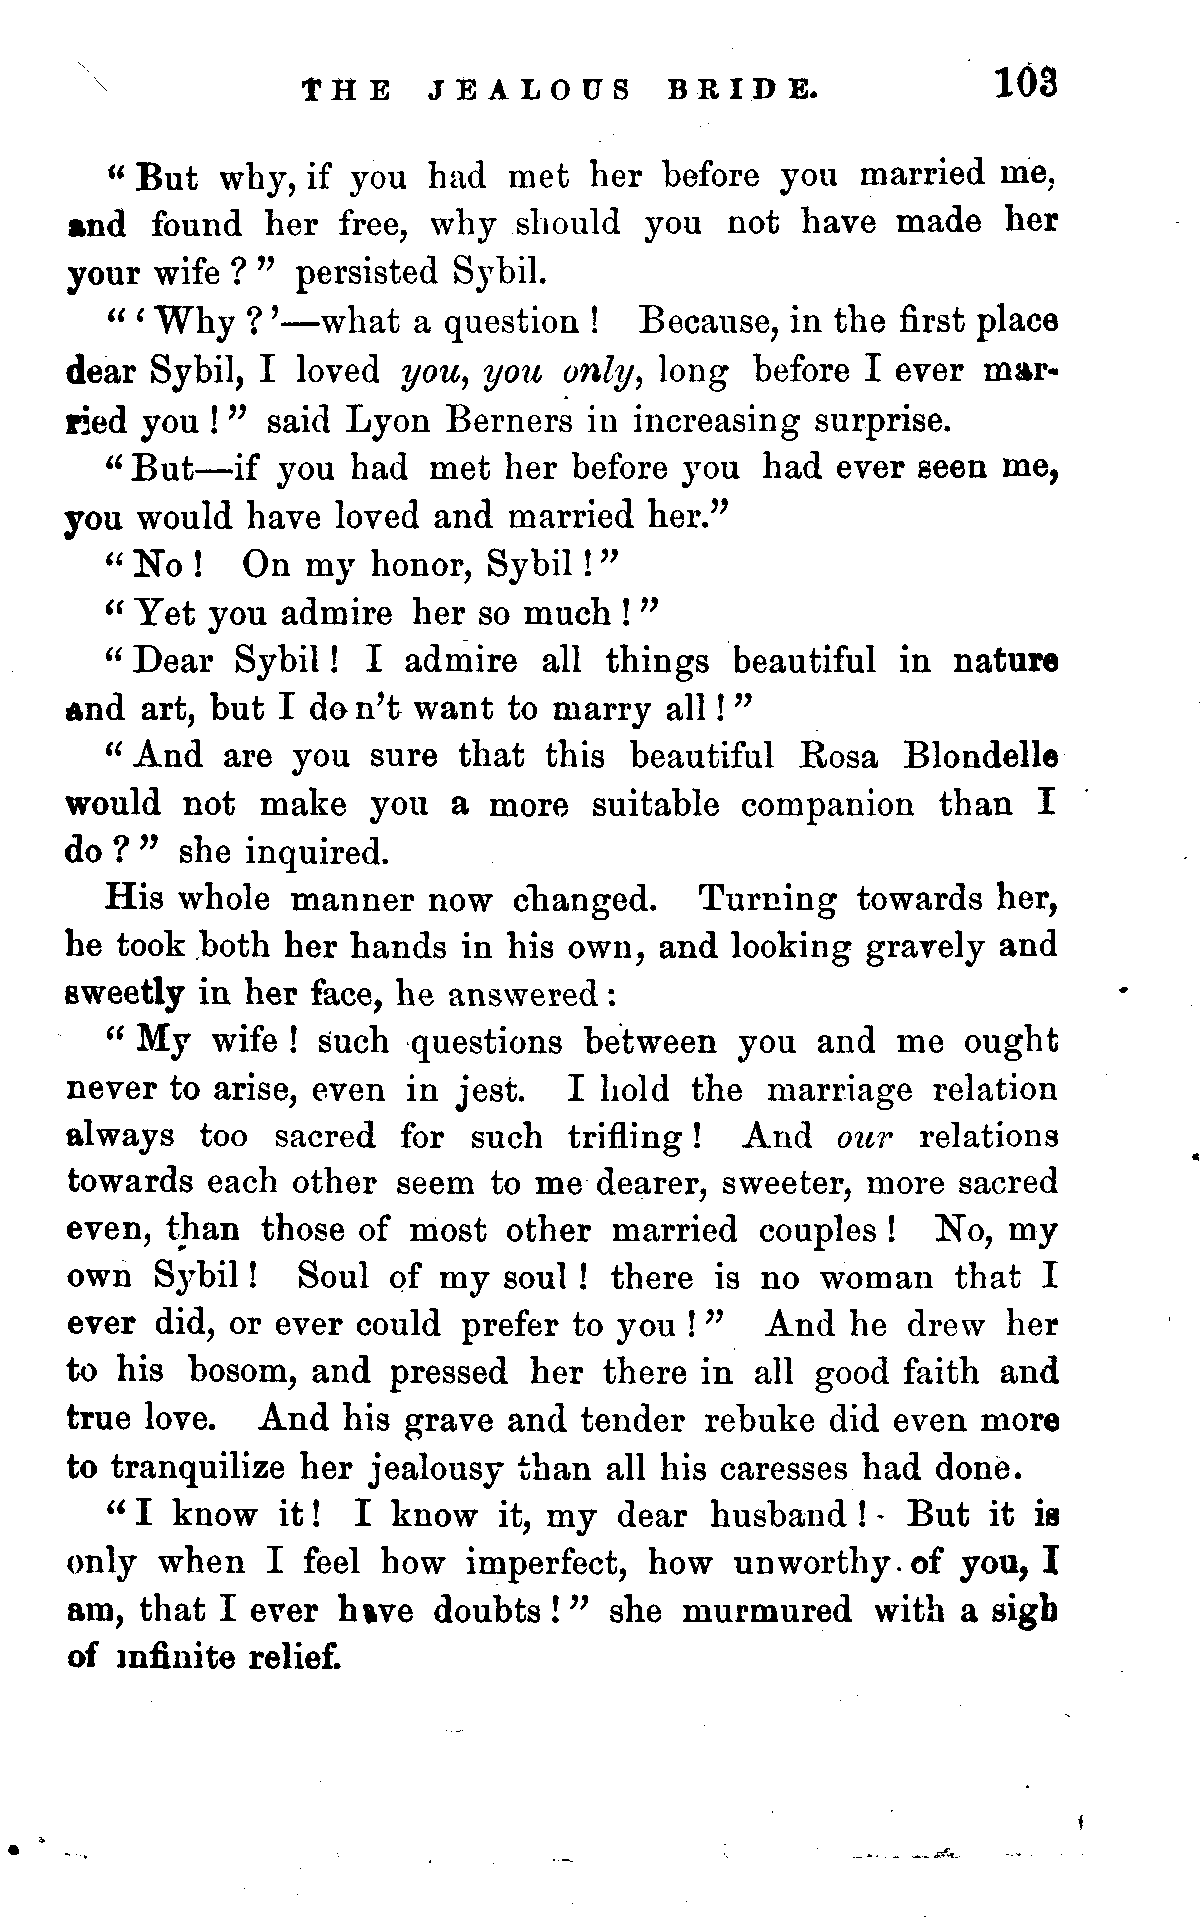 THE JEALOUS BRIDE. 103
" But why, if you had met her before you married me,
and found her free, why should you not have made her
your wife ? " persisted Sybil.
" ' Why ? '—what a question ! Because, in the first place
dear Sybil, I loved you, you only, long before I ever mar-
ried you ! " said Lyon Berners in increasing surprise.
" But—if you had met her before you had ever seen me,
you would have loved and married her."
" No ! On my honor, Sybil ! "
" Yet you admire her so much ! "
" Dear Sybil ! I admire all things beautiful in nature
and art, but I don't want to marry all ! "
" And are you sure that this beautiful Rosa Blondelle
would not make you a more suitable companion than I
do ? " she inquired.
His whole manner now changed. Turning towards her,
he took both her hands in his own, and looking gravely and
sweetly in her face, he answered :
" My wife ! such questions between you and me ought
never to arise, even in jest. I hold the marriage relation
always too sacred for such trifling ! And our relations
towards each other seem to me dearer, sweeter, more sacred
even, than those of most other married couples ! No, my
own Sybil ! Soul of my soul ! there is no woman that I
ever did, or ever could prefer to you ! " And he drew her
to his bosom, and pressed her there in all good faith and
true love. And his grave and tender rebuke did even more
to tranquilize her jealousy than all his caresses had done.
" I know it ! I know it, my dear husband ! But it is
only when I feel how imperfect, how unworthy of you, I
am, that I ever have doubts ! " she murmured with a sigh
of infinite relief.